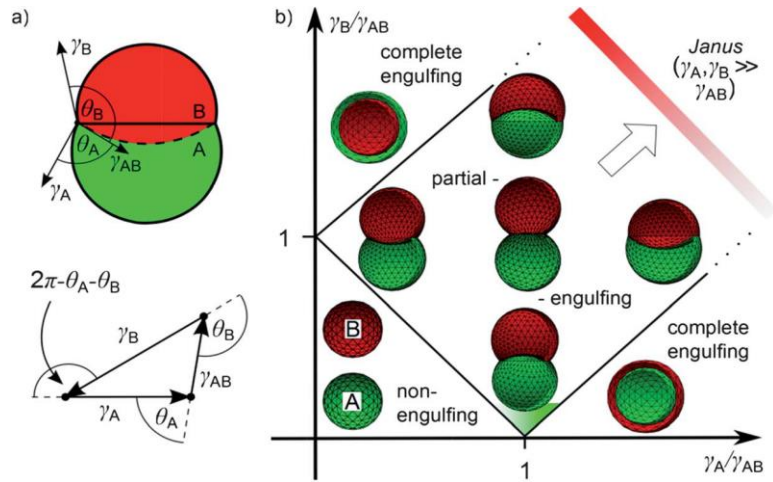 a)
γB
θB
B
θA
A
γAB
γA
2π-θA-θB
γB
θB
γAB
γA
θA
b)
γB/γAB
complete
engulfing
Janus
(γA,γB ≫
γAB)
partial -
1
- engulfing
B
complete
engulfing
A
non-
engulfing
1
γA/γAB